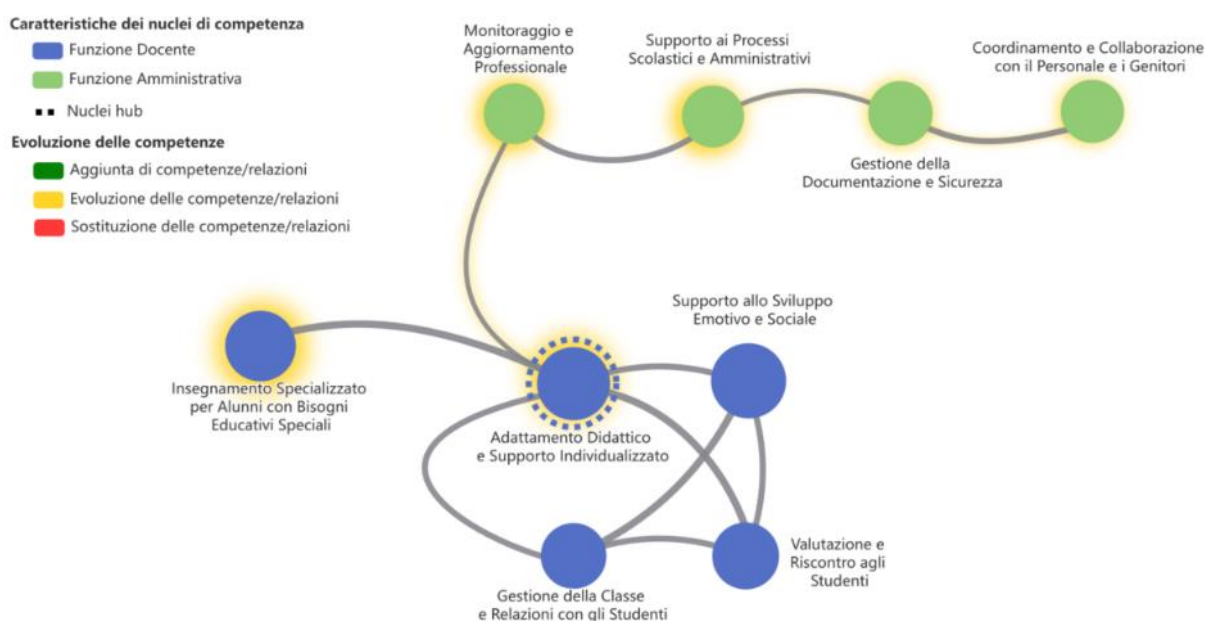 Caratteristiche dei nuclei di competenza
Funzione Docente
Funzione Amministrativa
Nuclei hub
Evoluzione delle competenze
Aggiunta di competenze/relazioni
Evoluzione delle competenze/relazioni
Sostituzione delle competenze/relazioni
Monitoraggio e
Aggiornamento
Professionale
Supporto ai Processi
Scolastici e Amministrativi
Coordinamento e Collaborazione
con il Personale e i Genitori
Gestione della
Documentazione e Sicurezza
Supporto allo Sviluppo
Emotivo e Sociale
Insegnamento Specializzato
per Alunni con Bisogni
Educativi Speciali
Adattamento Didattico
e Supporto Individualizzato
Valutazione e
Riscontro agli
Studenti
Gestione della Classe
e Relazioni con gli Studenti